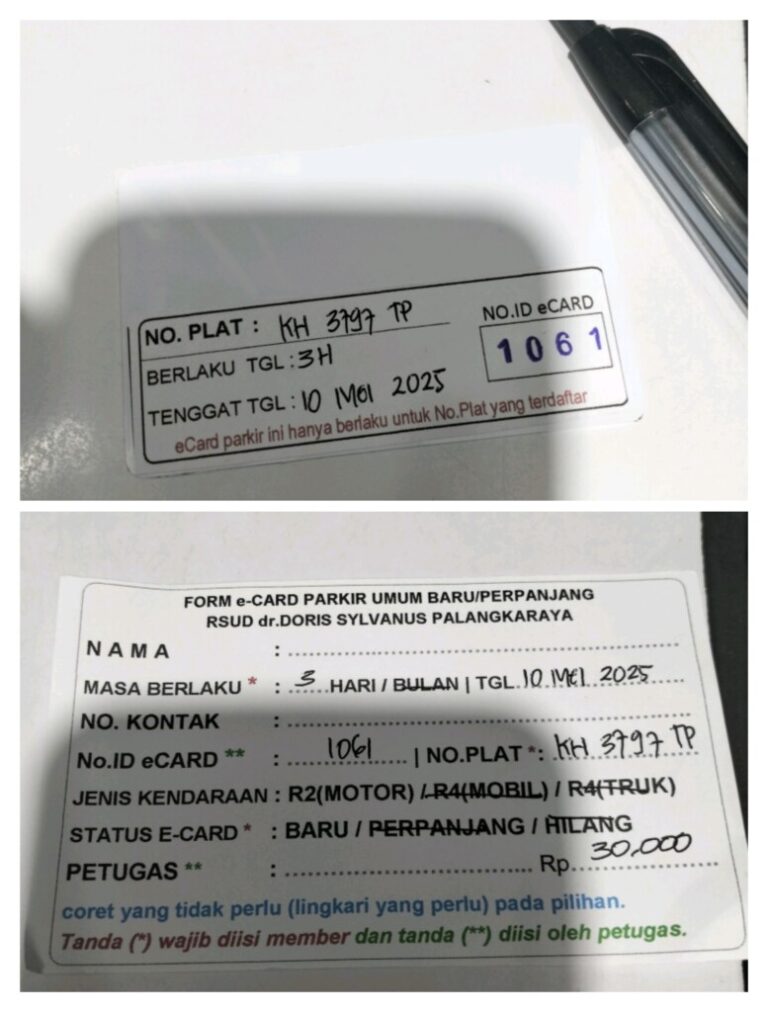 NO. PLAT : KH 3797 TP
NO.ID eCARD
1061
BERLAKU TGL : 3H
TENGGAT TGL : 10 MEI 2025
eCard parkir ini hanya berlaku untuk No.Plat yang terdaftar
FORM e-CARD PARKIR UMUM BARU/PERPANJANG
RSUD dr.DORIS SYLVANUS PALANGKARAYA
NAMA : ........................................
MASA BERLAKU * : 3 HARI / BULAN | TGL. 10 MEI 2025
NO. KONTAK : ........................................
No.ID eCARD ** : 1061 | NO.PLAT *: KH 3797 TP
JENIS KENDARAAN : R2(MOTOR) / R4(MOBIL) / R4(TRUK)
STATUS E-CARD * : BARU / PERPANJANG / HILANG
PETUGAS ** : ........................ Rp. 30,000
coret yang tidak perlu (lingkari yang perlu) pada pilihan.
Tanda (*) wajib diisi member dan tanda (**) diisi oleh petugas.